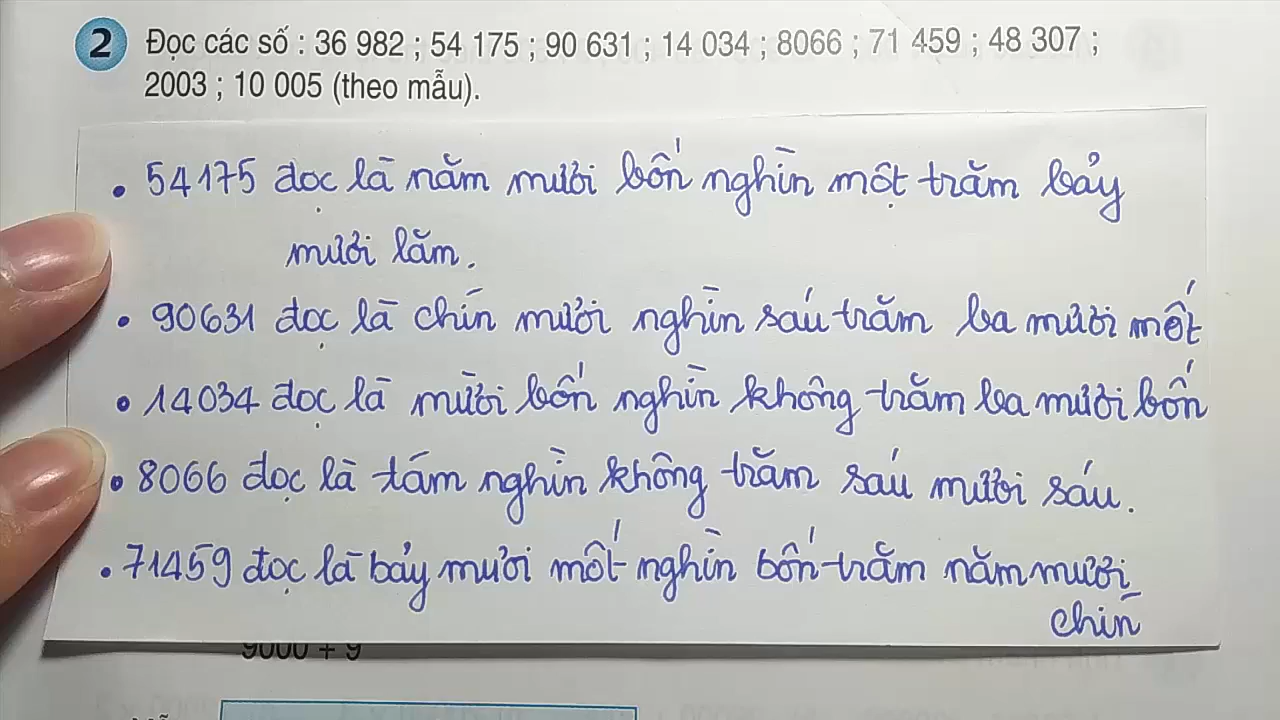 2 Đọc các số : 36 982 ; 54 175 ; 90 631 ; 14 034 ; 8066 ; 71 459 ; 48 307 ;
2003 ; 10 005 (theo mẫu).
• 54175 đọc là năm mươi bốn nghìn một trăm bảy
mươi lăm.
• 90631 đọc là chín mươi nghìn sáu trăm ba mươi mốt
• 14034 đọc là mười bốn nghìn không trăm ba mươi bốn
• 8066 đọc là tám nghìn không trăm sáu mươi sáu.
• 71459 đọc là bảy mươi mốt nghìn bốn trăm năm mươi
chín
9000 + 9